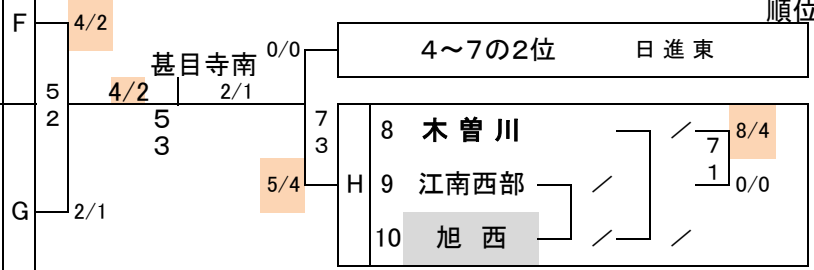 順位
F 4/2
4～7の2位 日進東
甚目寺南 0/0
5 2
4/2 2/1
5 3
7 3
8 木曽川 ／ 8/4
7 1
5/4 H 9 江南西部 ／ 0/0
G 2/1
10 旭西 ／ ／